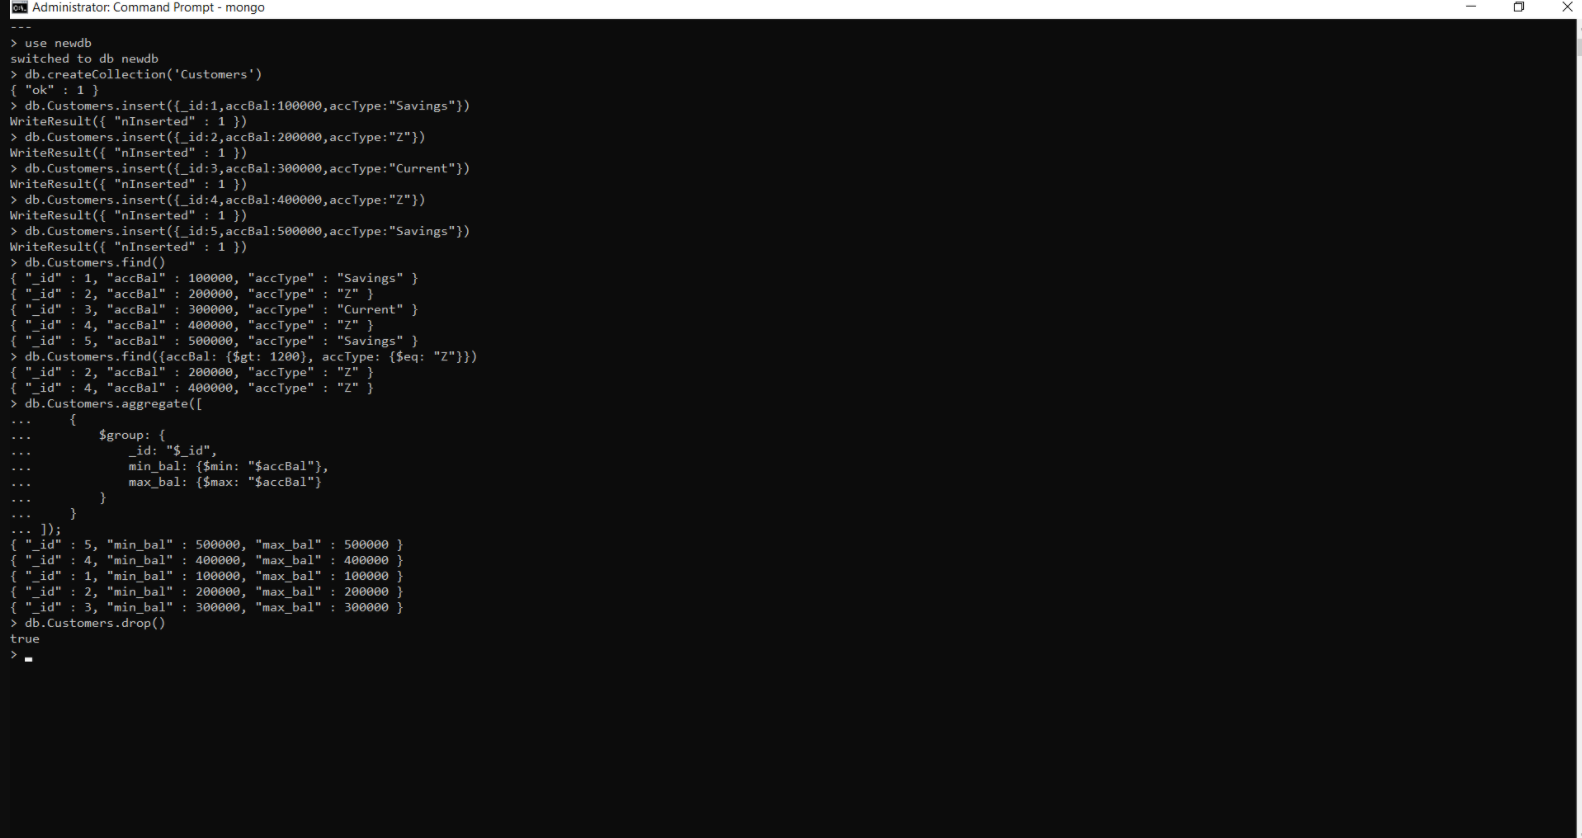 Administrator: Command Prompt - mongo
---
> use newdb
switched to db newdb
> db.createCollection('Customers')
{ "ok" : 1 }
> db.Customers.insert({_id:1,accBal:100000,accType:"Savings"})
WriteResult({ "nInserted" : 1 })
> db.Customers.insert({_id:2,accBal:200000,accType:"Z"})
WriteResult({ "nInserted" : 1 })
> db.Customers.insert({_id:3,accBal:300000,accType:"Current"})
WriteResult({ "nInserted" : 1 })
> db.Customers.insert({_id:4,accBal:400000,accType:"Z"})
WriteResult({ "nInserted" : 1 })
> db.Customers.insert({_id:5,accBal:500000,accType:"Savings"})
WriteResult({ "nInserted" : 1 })
> db.Customers.find()
{ "_id" : 1, "accBal" : 100000, "accType" : "Savings" }
{ "_id" : 2, "accBal" : 200000, "accType" : "Z" }
{ "_id" : 3, "accBal" : 300000, "accType" : "Current" }
{ "_id" : 4, "accBal" : 400000, "accType" : "Z" }
{ "_id" : 5, "accBal" : 500000, "accType" : "Savings" }
> db.Customers.find({accBal: {$gt: 1200}, accType: {$eq: "Z"}})
{ "_id" : 2, "accBal" : 200000, "accType" : "Z" }
{ "_id" : 4, "accBal" : 400000, "accType" : "Z" }
> db.Customers.aggregate([
...     {
...         $group: {
...             _id: "$_id",
...             min_bal: {$min: "$accBal"},
...             max_bal: {$max: "$accBal"}
...         }
...     }
... ]);
{ "_id" : 5, "min_bal" : 500000, "max_bal" : 500000 }
{ "_id" : 4, "min_bal" : 400000, "max_bal" : 400000 }
{ "_id" : 1, "min_bal" : 100000, "max_bal" : 100000 }
{ "_id" : 2, "min_bal" : 200000, "max_bal" : 200000 }
{ "_id" : 3, "min_bal" : 300000, "max_bal" : 300000 }
> db.Customers.drop()
true
>